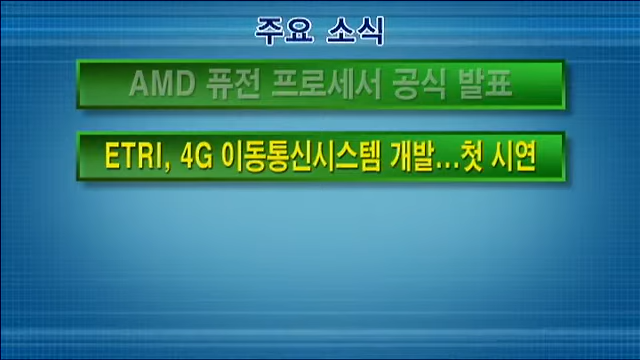 주요 소식
AMD 퓨전 프로세서 공식 발표
ETRI, 4G 이동통신시스템 개발...첫 시연